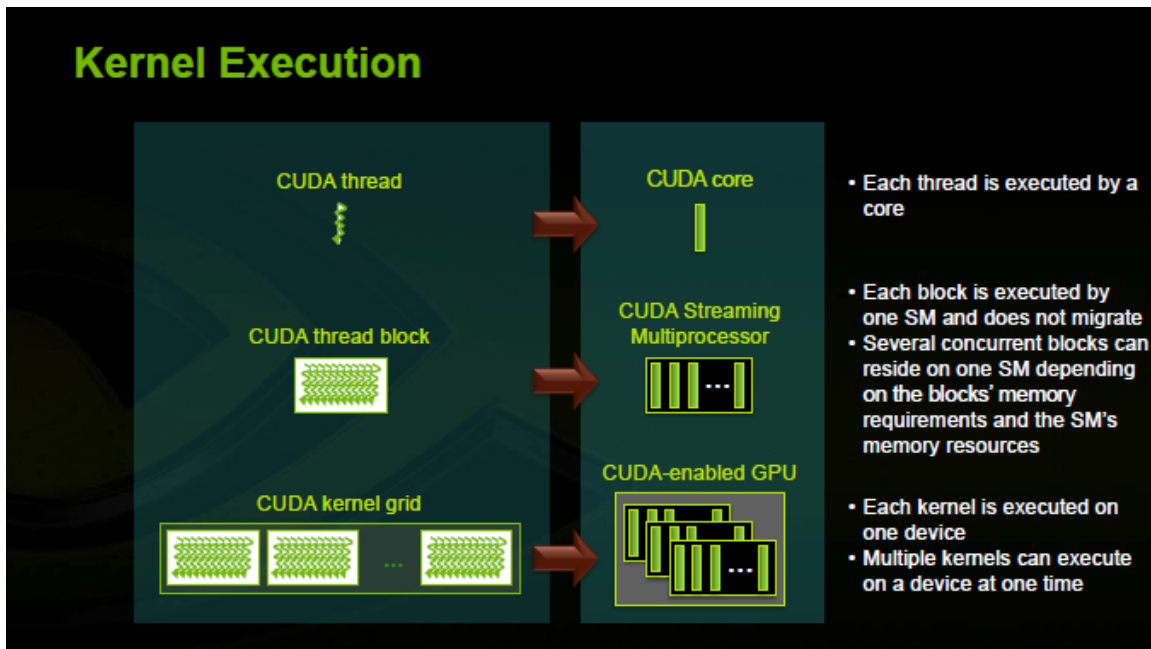 Kernel Execution
CUDA thread
CUDA core
• Each thread is executed by a
core
CUDA thread block
CUDA Streaming
Multiprocessor
...
• Each block is executed by
one SM and does not migrate
• Several concurrent blocks can
reside on one SM depending
on the blocks’ memory
requirements and the SM’s
memory resources
CUDA kernel grid
...
CUDA-enabled GPU
...
• Each kernel is executed on
one device
• Multiple kernels can execute
on a device at one time